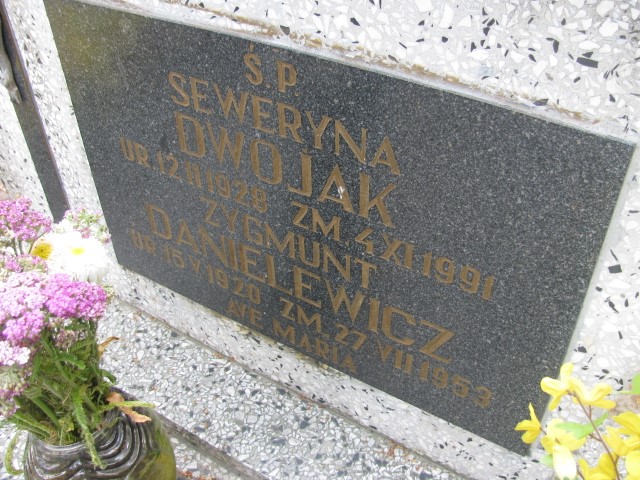 Ś.P.
SEWERYNA
DWOJAK
UR. 12 II 1928 ZM. 4 XI 1991
ZYGMUNT
DANIELEWICZ
UR. 15 V 1920 ZM. 27 VII 1953
AVE MARIA